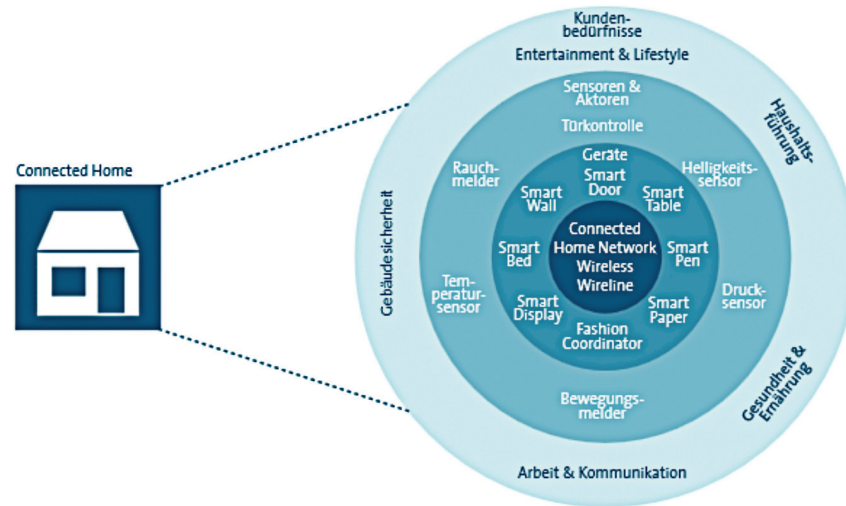 Kunden-
bedürfnisse
Entertainment & Lifestyle
Haushalts-
führung
Sensoren &
Aktoren
Türkontrolle
Rauch-
melder
Helligkeits-
sensor
Geräte
Smart
Door
Smart
Wall
Smart
Table
Connected Home
Gebäudesicherheit
Connected
Home Network
Wireless
Wireline
Smart
Bed
Smart
Pen
Tem-
peratur-
sensor
Smart
Display
Smart
Paper
Druck-
sensor
Fashion
Coordinator
Bewegungs-
melder
Gesundheit &
Ernährung
Arbeit & Kommunikation